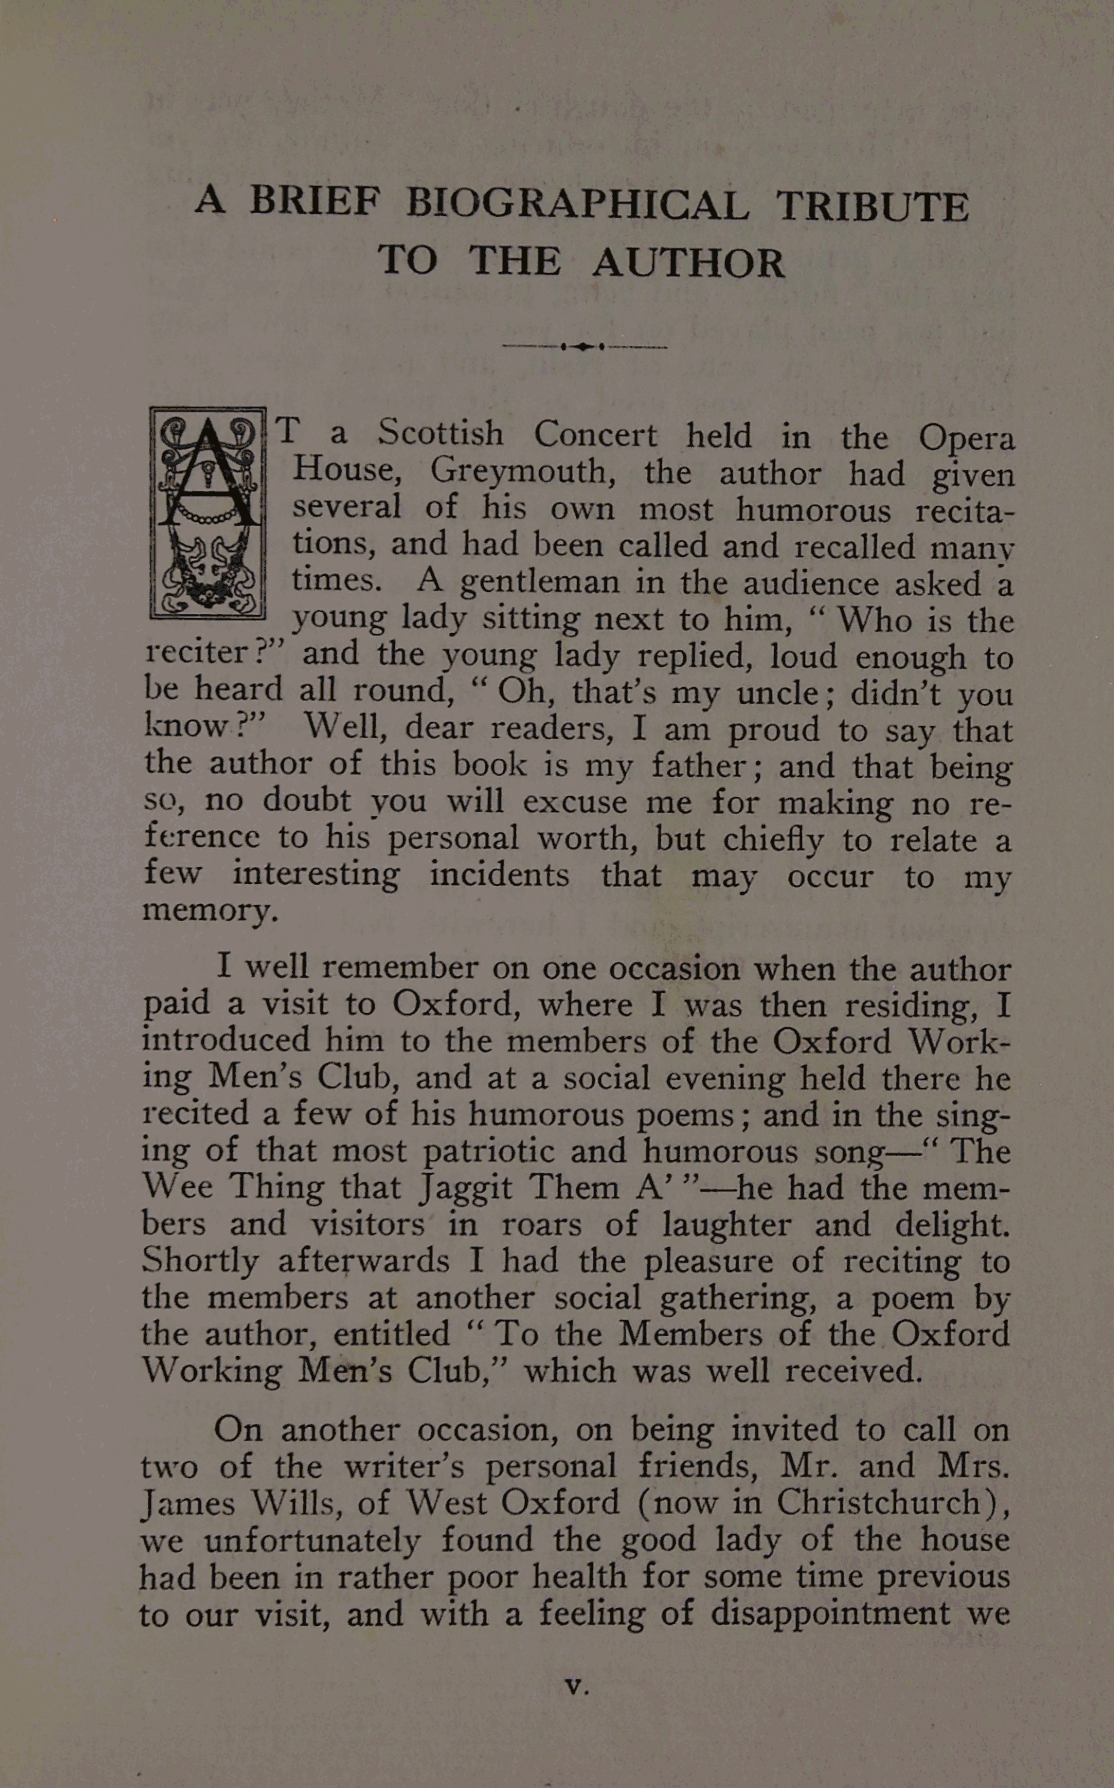 A BRIEF BIOGRAPHICAL TRIBUTE
TO THE AUTHOR
AT a Scottish Concert held in the Opera
House, Greymouth, the author had given
several of his own most humorous recita-
tions, and had been called and recalled many
times. A gentleman in the audience asked a
young lady sitting next to him, “ Who is the
reciter ?” and the young lady replied, loud enough to
be heard all round, “ Oh, that’s my uncle ; didn’t you
know ?” Well, dear readers, I am proud to say that
the author of this book is my father ; and that being
so, no doubt you will excuse me for making no re-
ference to his personal worth, but chiefly to relate a
few interesting incidents that may occur to my
memory.
I well remember on one occasion when the author
paid a visit to Oxford, where I was then residing, I
introduced him to the members of the Oxford Work-
ing Men’s Club, and at a social evening held there he
recited a few of his humorous poems ; and in the sing-
ing of that most patriotic and humorous song—“ The
Wee Thing that Jaggit Them A’ ”—he had the mem-
bers and visitors in roars of laughter and delight.
Shortly afterwards I had the pleasure of reciting to
the members at another social gathering, a poem by
the author, entitled “ To the Members of the Oxford
Working Men’s Club,” which was well received.
On another occasion, on being invited to call on
two of the writer’s personal friends, Mr. and Mrs.
James Wills, of West Oxford (now in Christchurch),
we unfortunately found the good lady of the house
had been in rather poor health for some time previous
to our visit, and with a feeling of disappointment we
v.